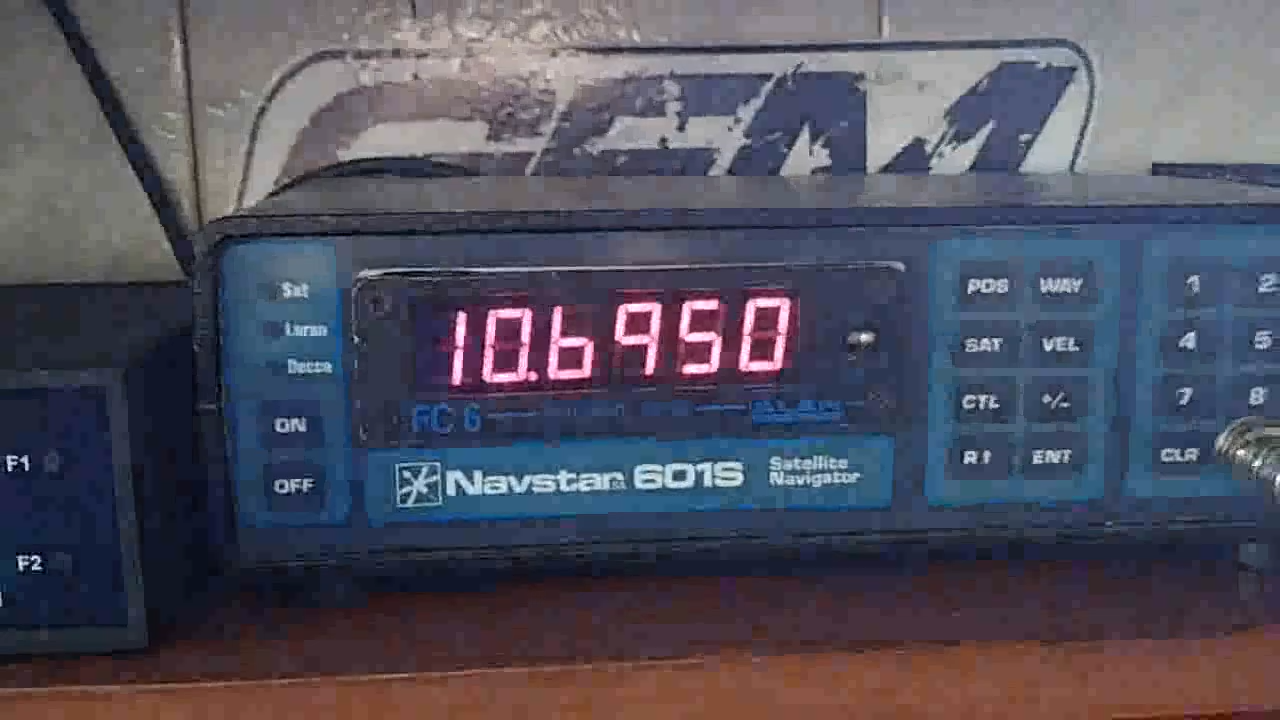 Sat
Loran
Decca
ON
OFF
F1
F2
10.6950
RC 6
Navstar 601S
Satellite
Navigator
POS WAY
SAT VEL
CTL +/-
ENT
1 2
4 5
7 8
CLR